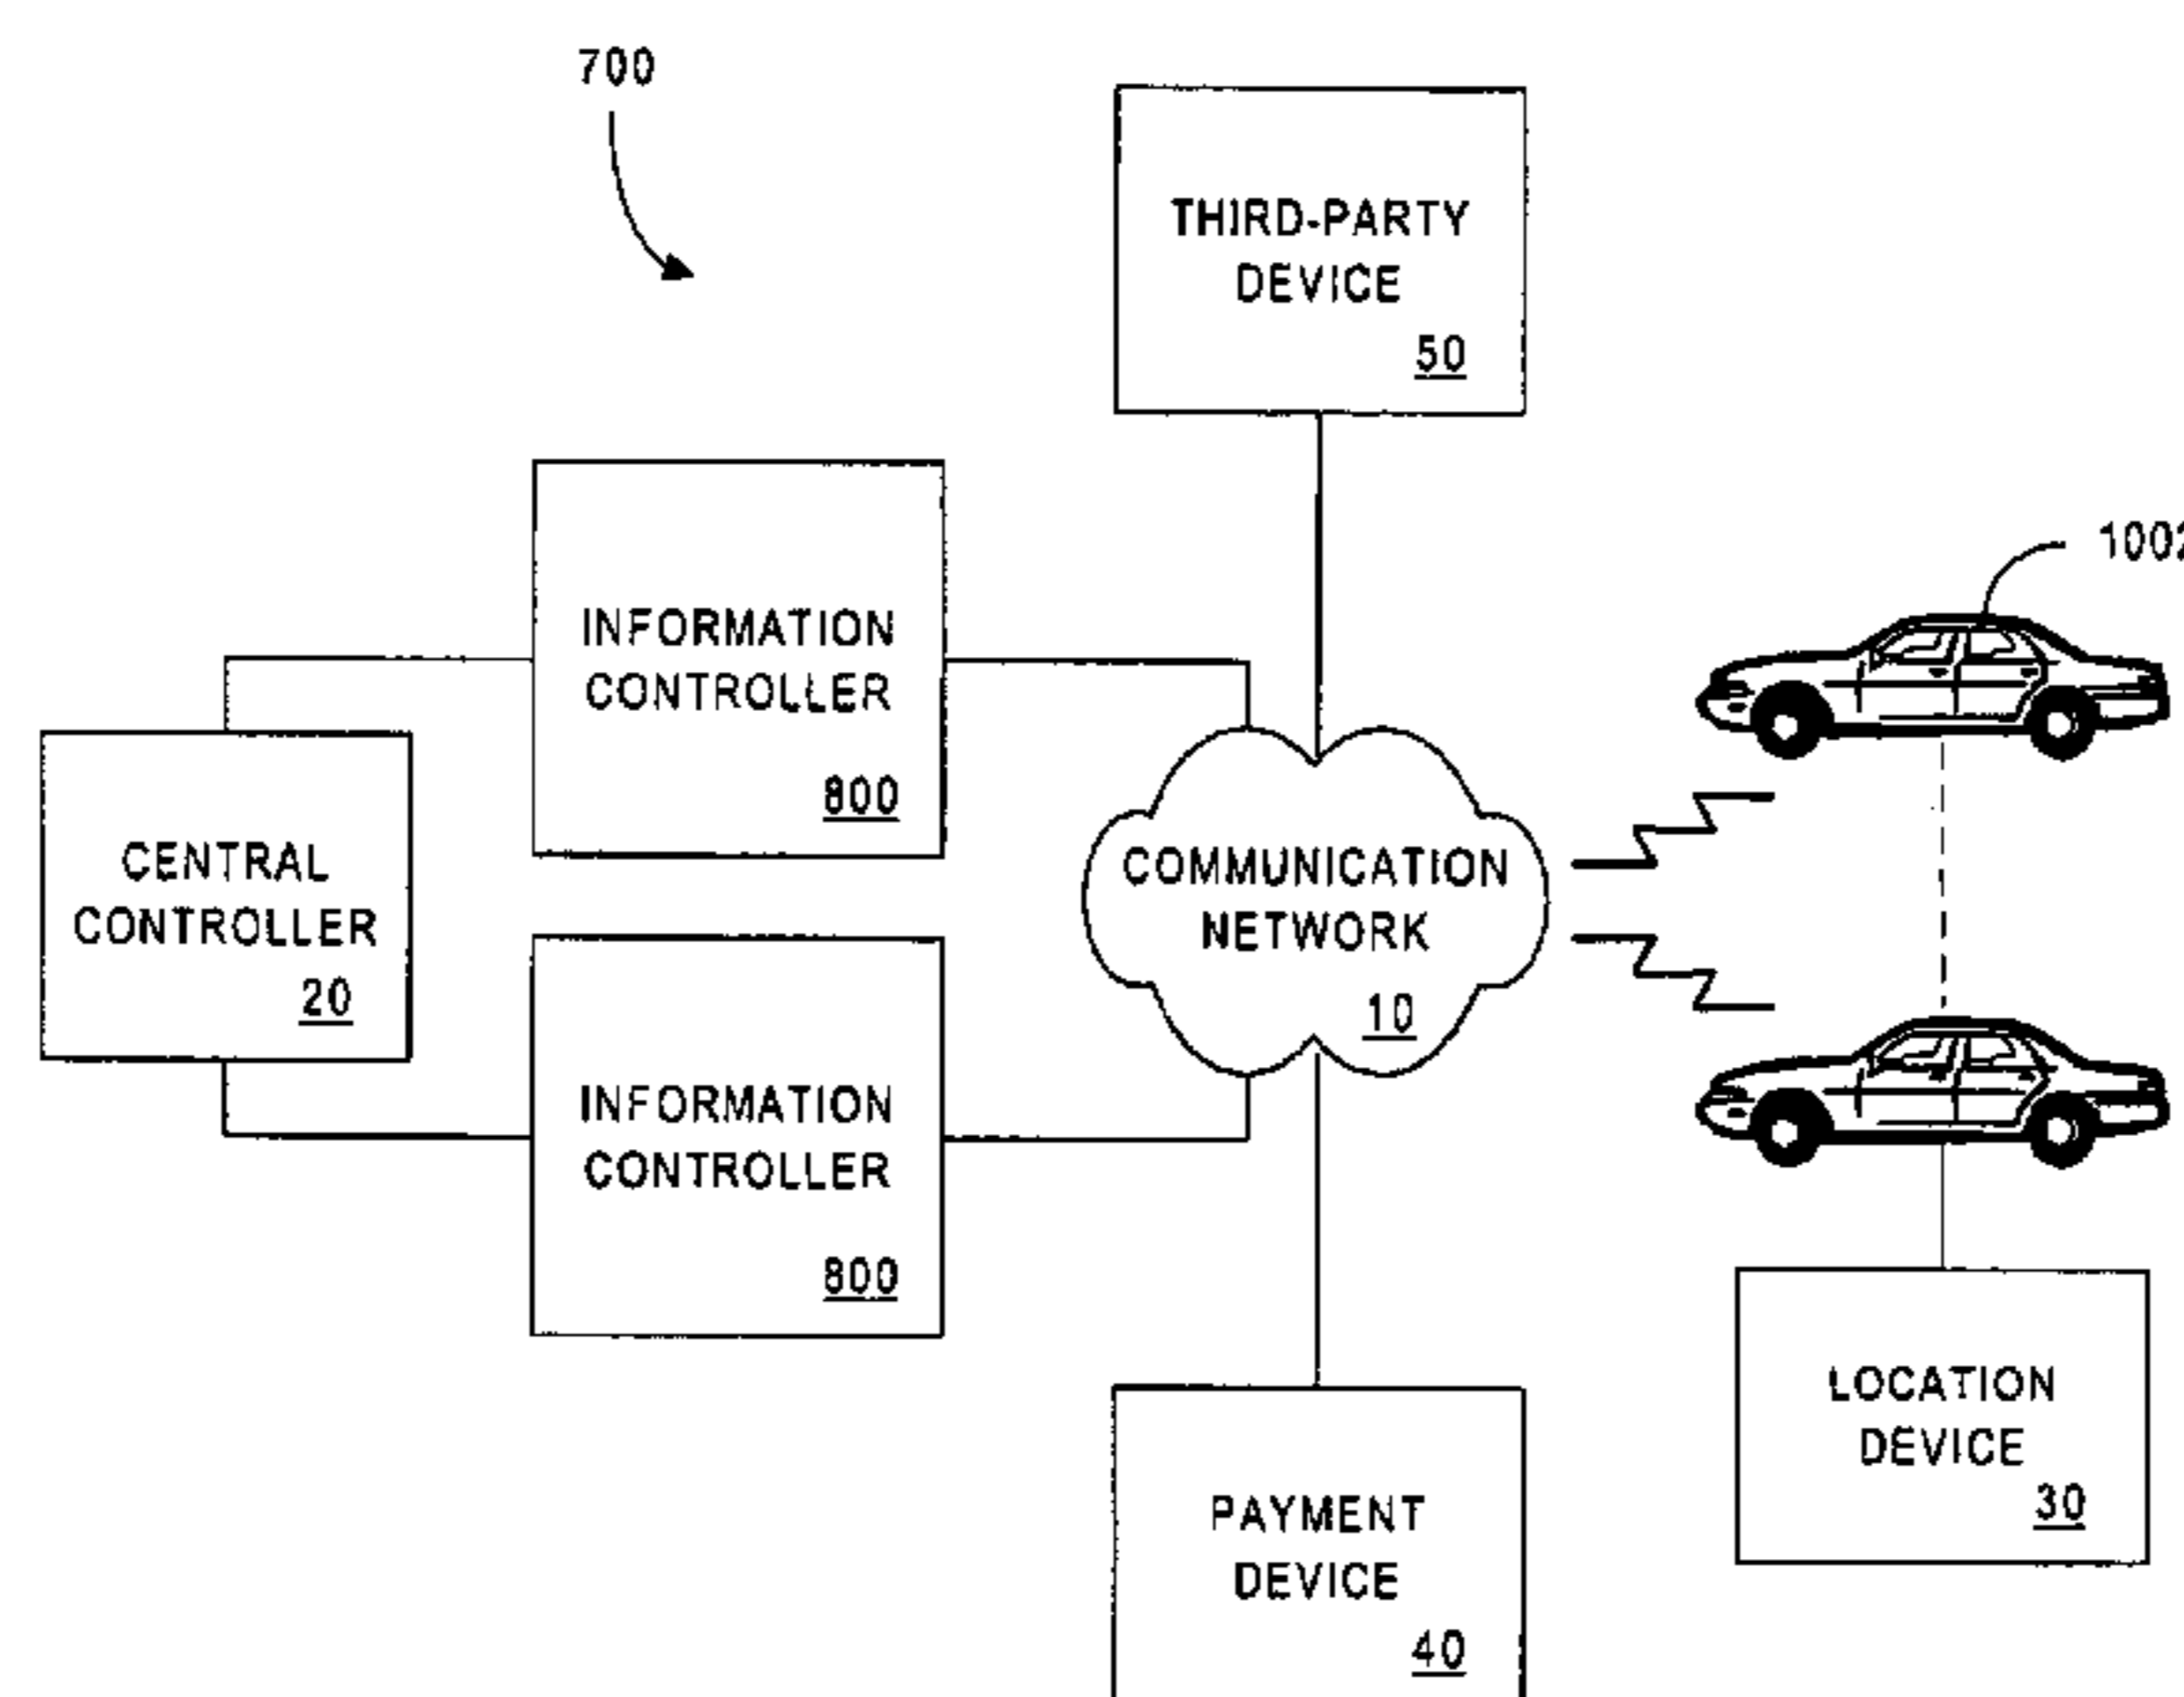 700
THIRD-PARTY
DEVICE
50
INFORMATION
CONTROLLER
800
1002
CENTRAL
CONTROLLER
20
COMMUNICATION
NETWORK
10
INFORMATION
CONTROLLER
800
LOCATION
DEVICE
30
PAYMENT
DEVICE
40